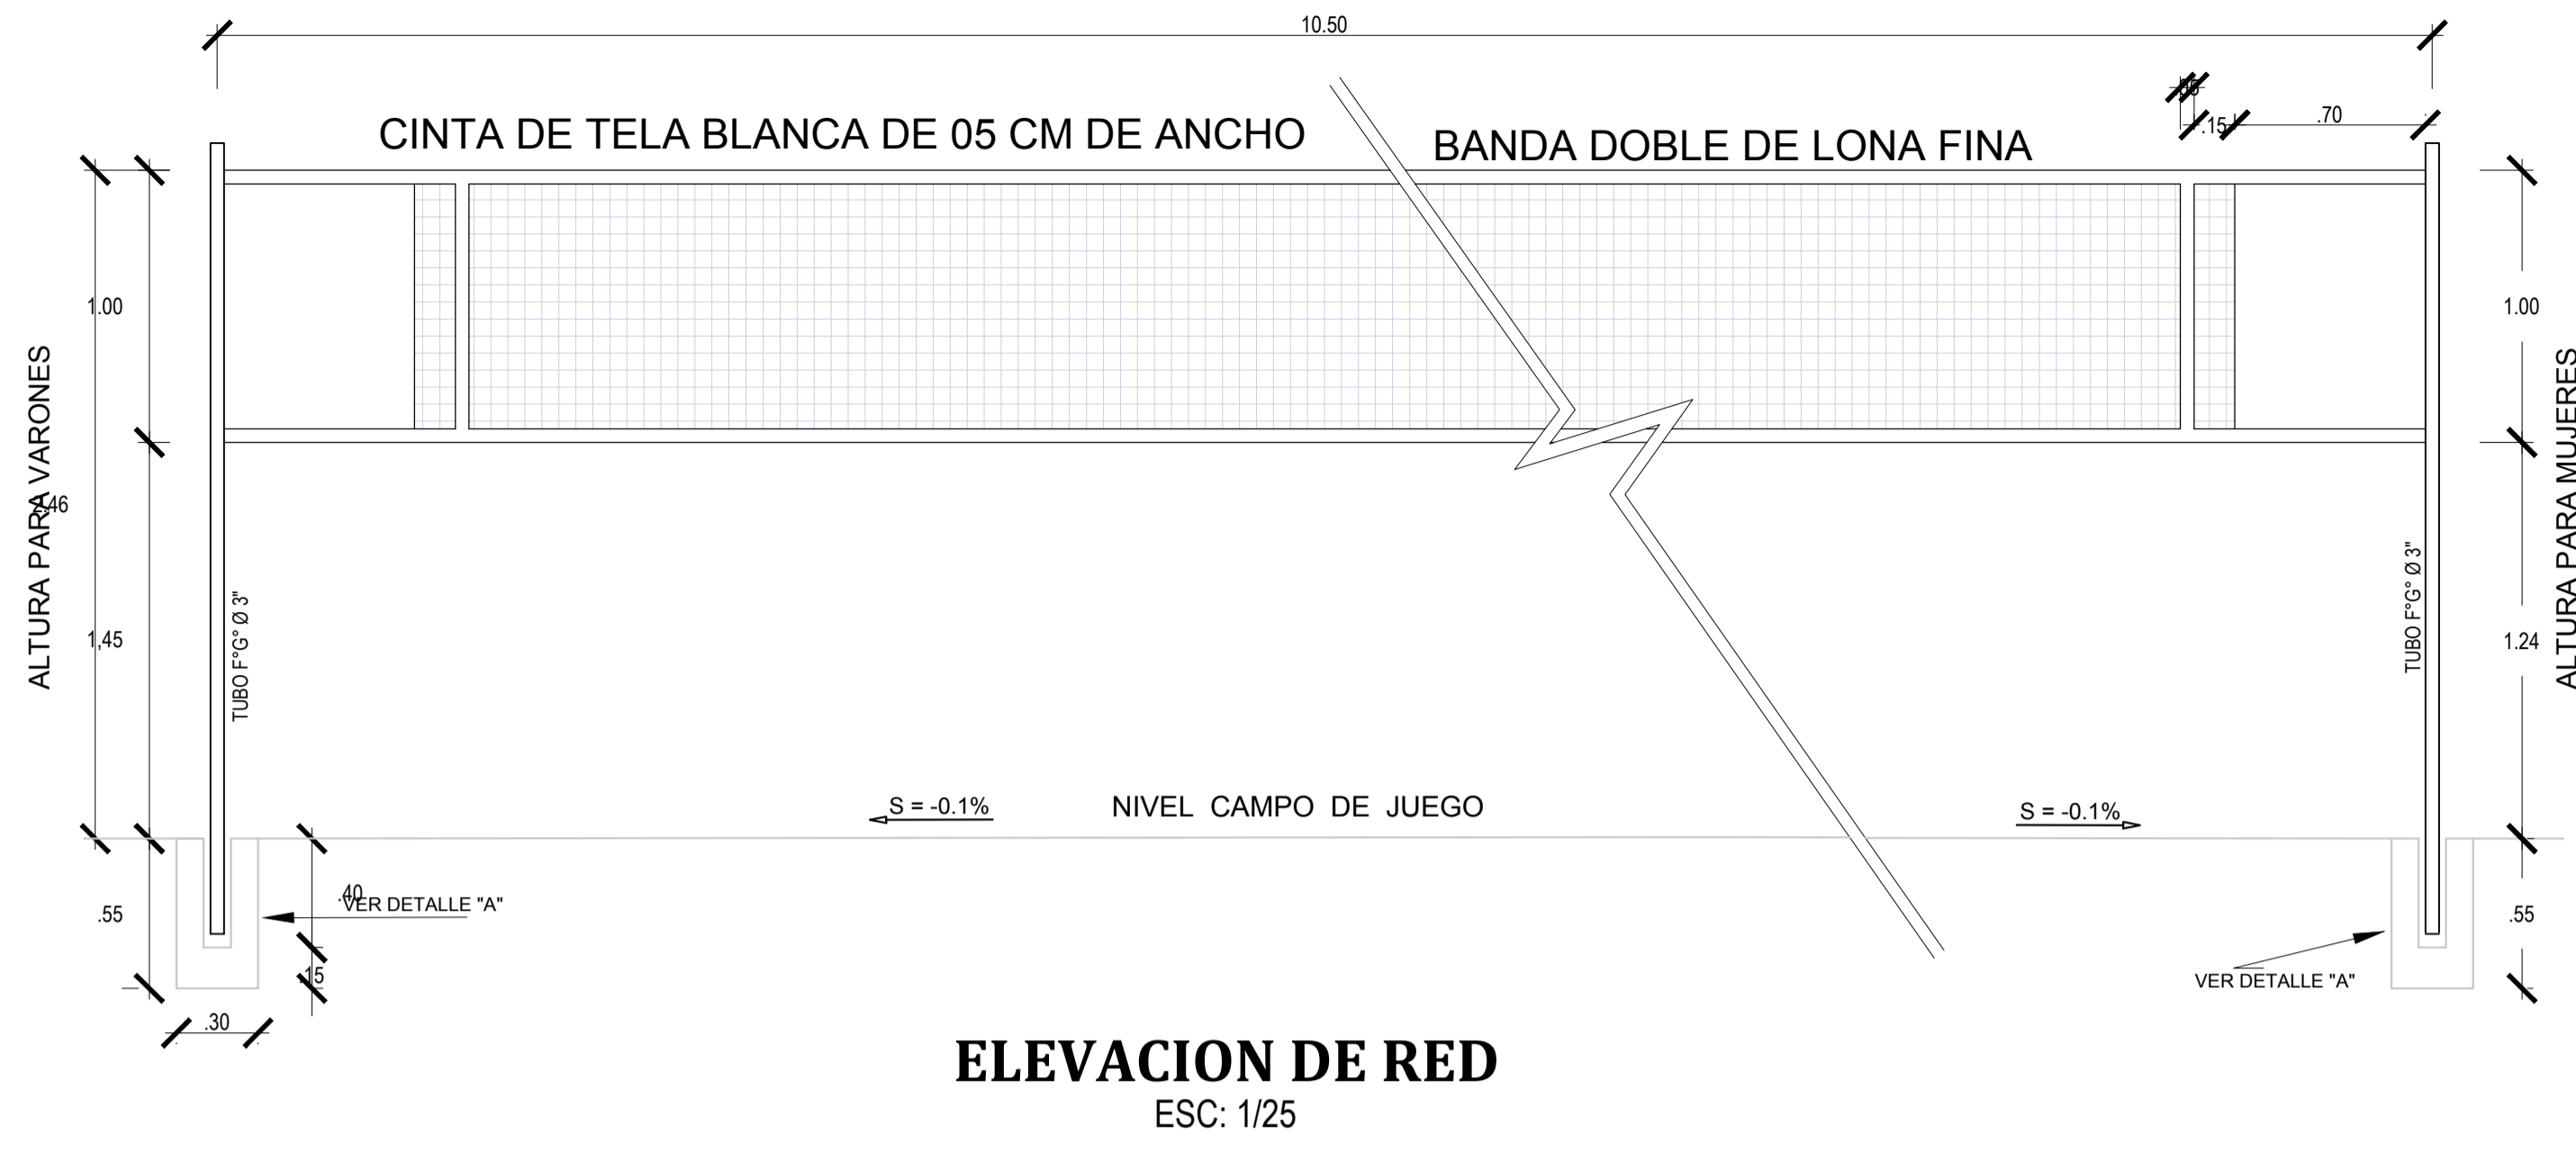 10.50
.05
.15
.70
CINTA DE TELA BLANCA DE 05 CM DE ANCHO
BANDA DOBLE DE LONA FINA
1.00
1.00
ALTURA PARA VARONES
2.46
ALTURA PARA MUJERES
TUBO F°G° Ø 3"
TUBO F°G° Ø 3"
1,45
1.24
S = -0.1%
NIVEL CAMPO DE JUEGO
S = -0.1%
.40
VER DETALLE "A"
.55
.55
.15
VER DETALLE "A"
.30
ELEVACION DE RED
ESC: 1/25